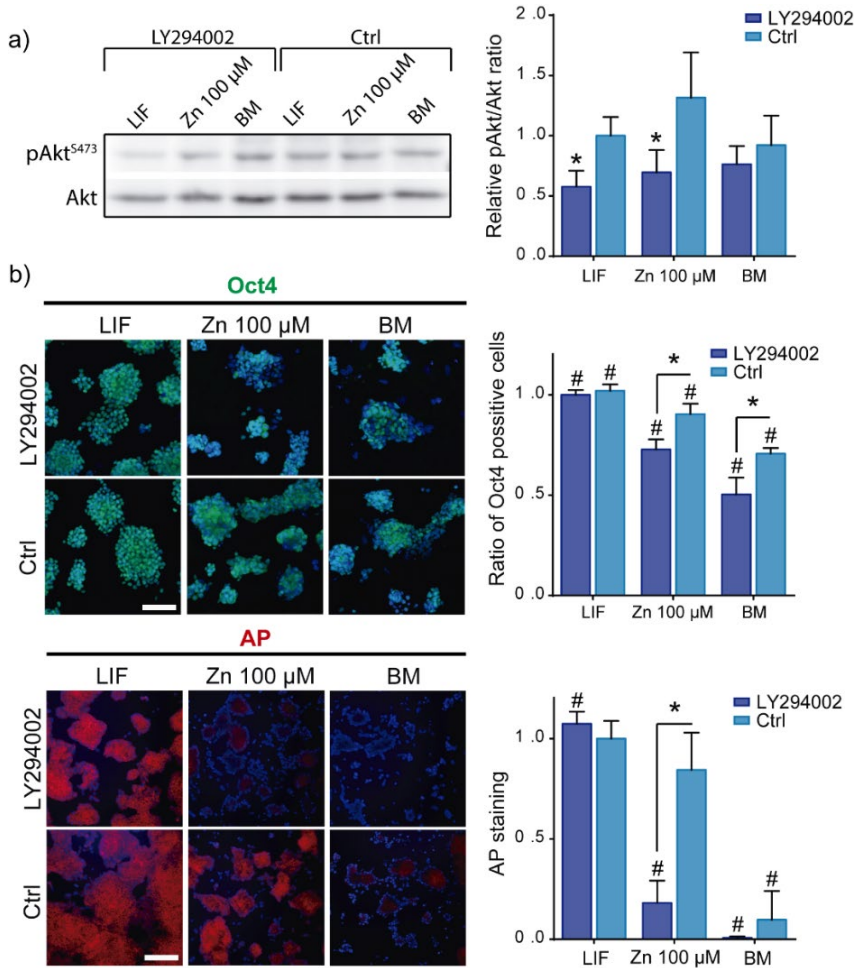 a)
LY294002
Ctrl
LIF
Zn 100 µM
BM
LIF
Zn 100 µM
BM
pAktS473
Akt
Relative pAkt/Akt ratio
2.0
1.5
1.0
0.5
0.0
LY294002
Ctrl
*
*
LIF
Zn 100 µM
BM
b)
Oct4
LIF
Zn 100 µM
BM
LY294002
Ctrl
Ratio of Oct4 possitive cells
1.0
0.5
0.0
LY294002
Ctrl
# #
*
# #
*
# #
LIF
Zn 100 µM
BM
AP
LIF
Zn 100 µM
BM
LY294002
Ctrl
AP staining
1.0
0.5
0.0
LY294002
Ctrl
#
*
#
# #
LIF
Zn 100 µM
BM